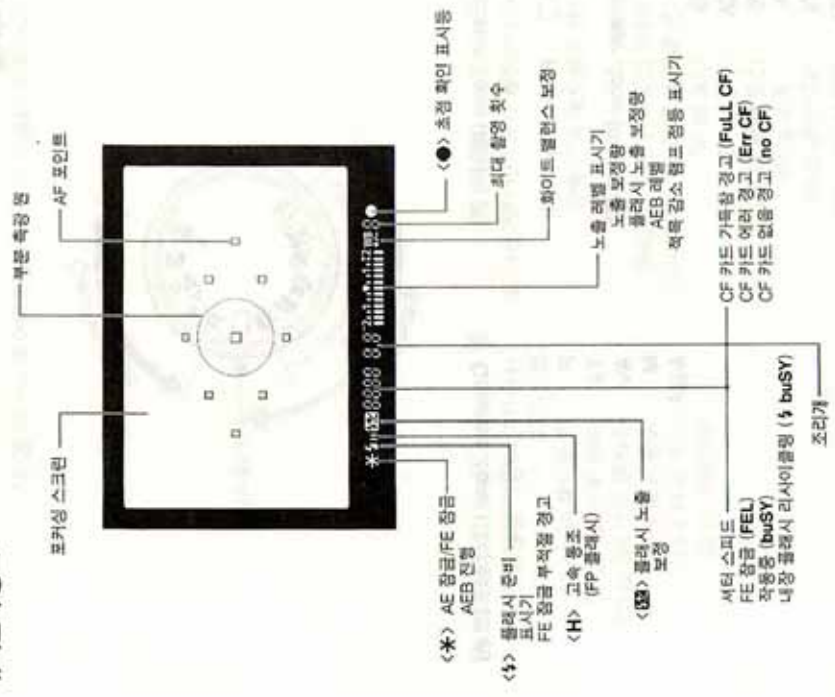 부분 측광 원
포커싱 스크린
AF 포인트
<✱> AE 잠금/FE 잠금
AEB 진행
<⚡> 플래시 준비
표시기
FE 잠금 부적절 경고
<H> 고속 동조
(FP 플래시)
플래시 노출
보정
셔터 스피드
FE 잠금 (FEL)
작동중 (buSY)
내장 플래시 리사이클링 (⚡ buSY)
조리개
<●> 초점 확인 표시등
최대 촬영 횟수
화이트 밸런스 보정
노출 레벨 표시기
노출 보정량
플래시 노출 보정량
AEB 레벨
적목 감소 램프 점등 표시기
CF 카드 가득참 경고 (FuLL CF)
CF 카드 에러 경고 (Err CF)
CF 카드 없음 경고 (no CF)